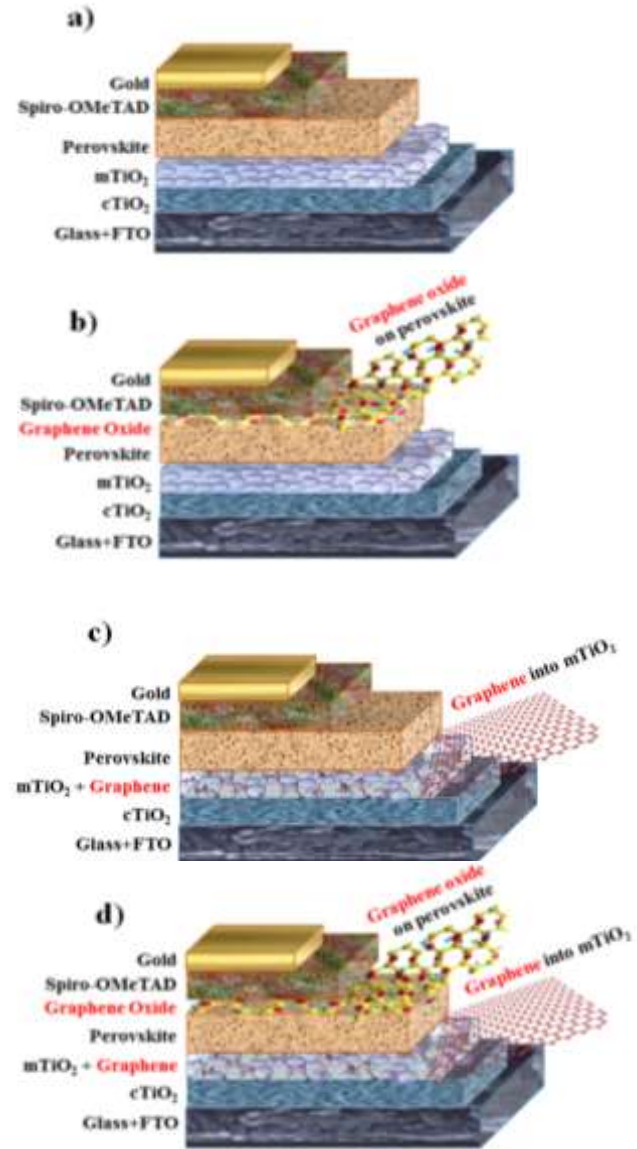 a)
Gold
Spiro-OMeTAD
Perovskite
mTiO₂
cTiO₂
Glass+FTO
b)
Graphene oxide
on perovskite
Gold
Spiro-OMeTAD
Graphene Oxide
Perovskite
mTiO₂
cTiO₂
Glass+FTO
c)
Graphene into mTiO₂
Gold
Spiro-OMeTAD
Perovskite
mTiO₂ + Graphene
cTiO₂
Glass+FTO
d)
Graphene oxide
on perovskite
Graphene into mTiO₂
Gold
Spiro-OMeTAD
Graphene Oxide
Perovskite
mTiO₂ + Graphene
cTiO₂
Glass+FTO